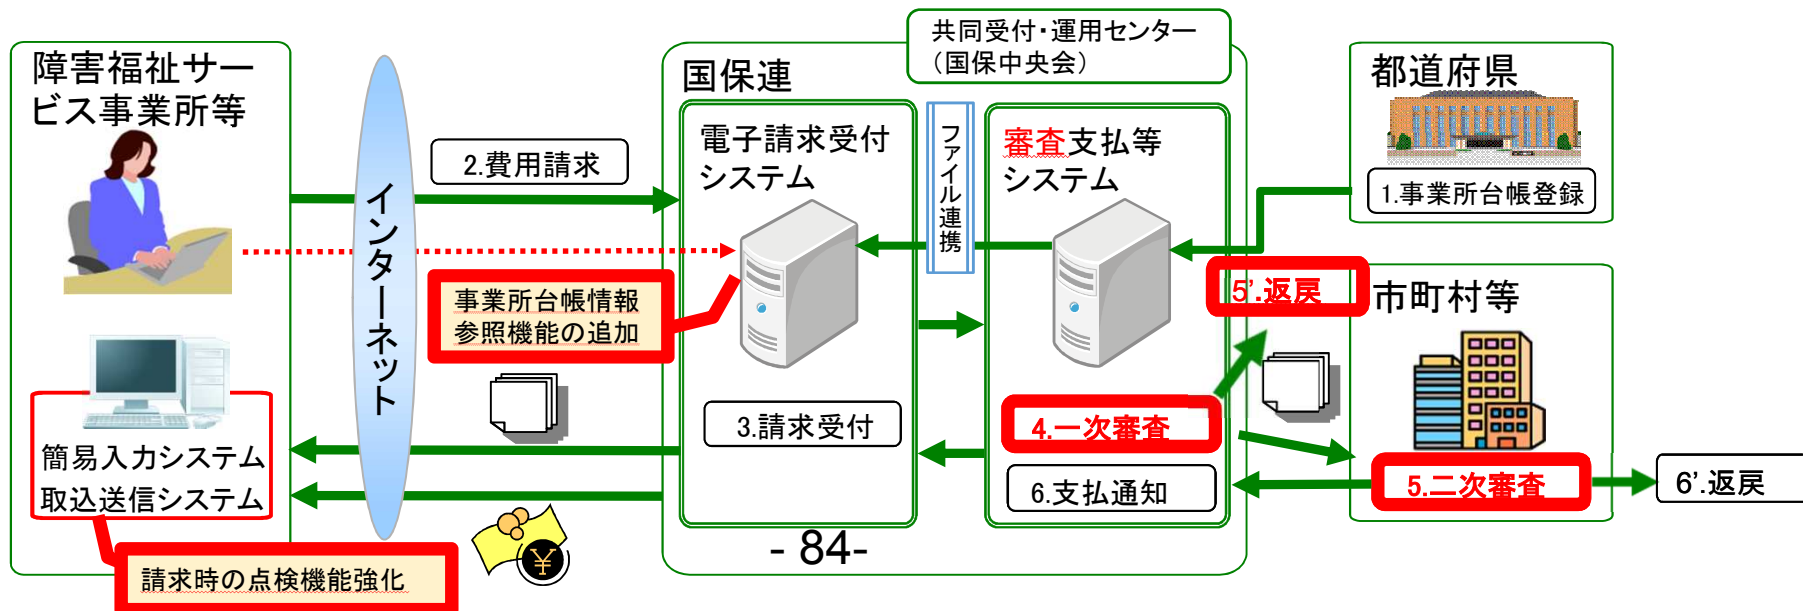 障害福祉サー
ビス事業所等
簡易入力システム
取込送信システム
請求時の点検機能強化
インターネット
2.費用請求
事業所台帳情報
参照機能の追加
国保連
共同受付・運用センター
（国保中央会）
電子請求受付
システム
3.請求受付
ファイル連携
審査支払等
システム
4.一次審査
6.支払通知
都道府県
1.事業所台帳登録
5'.返戻
市町村等
5.二次審査
6'.返戻
- 84-